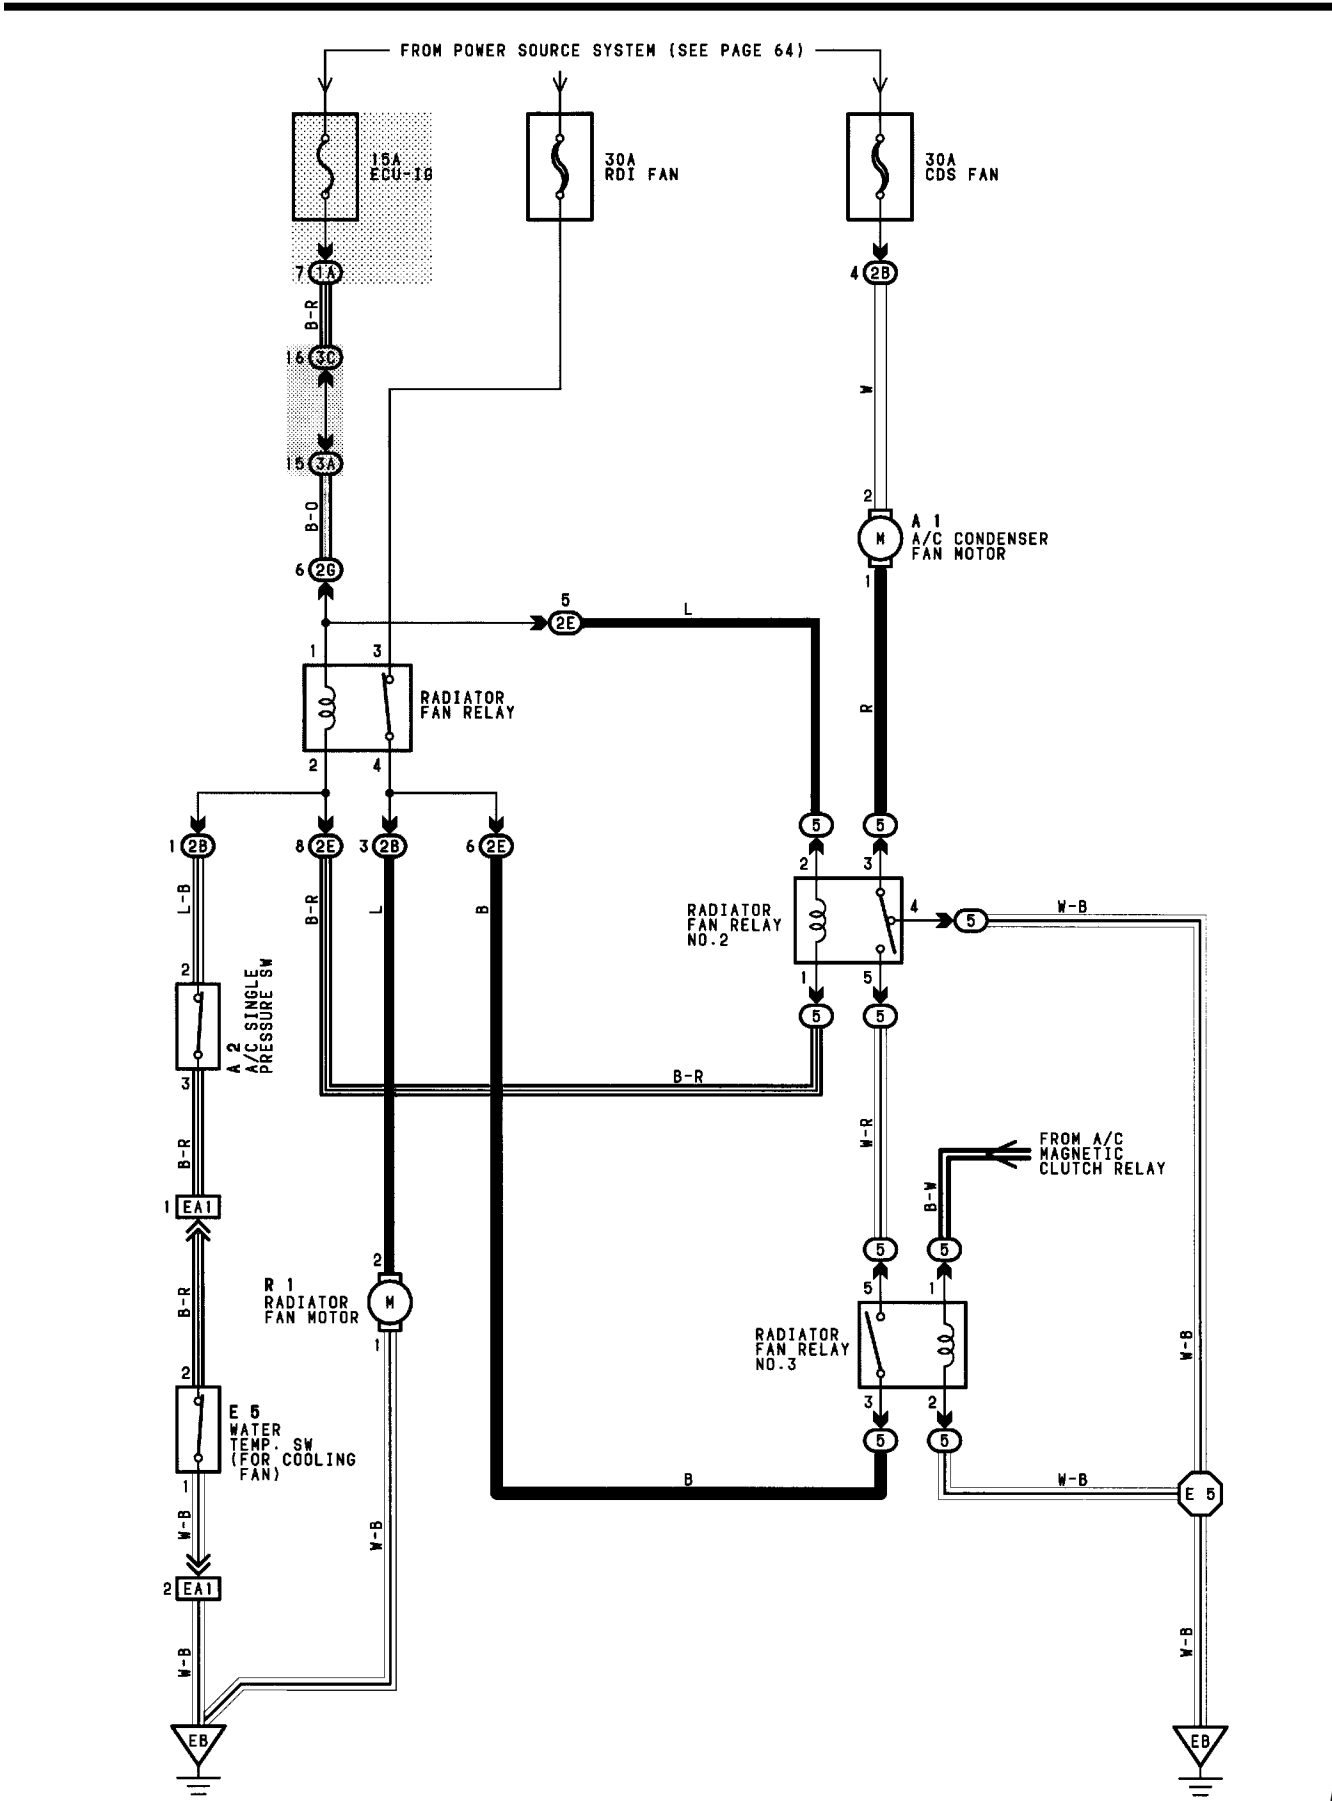 FROM POWER SOURCE SYSTEM (SEE PAGE 64)
15A
ECU-IG
30A
RDI FAN
30A
CDS FAN
7 1A
4 2B
B-R
16 3C
W
15 3A
B-O
2
A 1
A/C CONDENSER
FAN MOTOR
M
1
6 2G
5
2E
L
1
3
RADIATOR
FAN RELAY
R
2
4
1 2B
8 2E
3 2B
6 2E
5
5
L-B
B-R
L
B
2
3
RADIATOR
FAN RELAY
NO.2
4
5
W-B
1
5
5
5
2
A 2
A/C SINGLE
PRESSURE SW
3
B-R
B-R
W-R
FROM A/C
MAGNETIC
CLUTCH RELAY
B-W
1 EA1
5
5
B-R
2
R 1
RADIATOR
FAN MOTOR
M
1
5
1
RADIATOR
FAN RELAY
NO.3
W-B
2
E 5
WATER
TEMP. SW
(FOR COOLING
FAN)
1
3
2
5
5
B
W-B
E 5
W-B
W-B
2 EA1
W-B
W-B
EB
EB